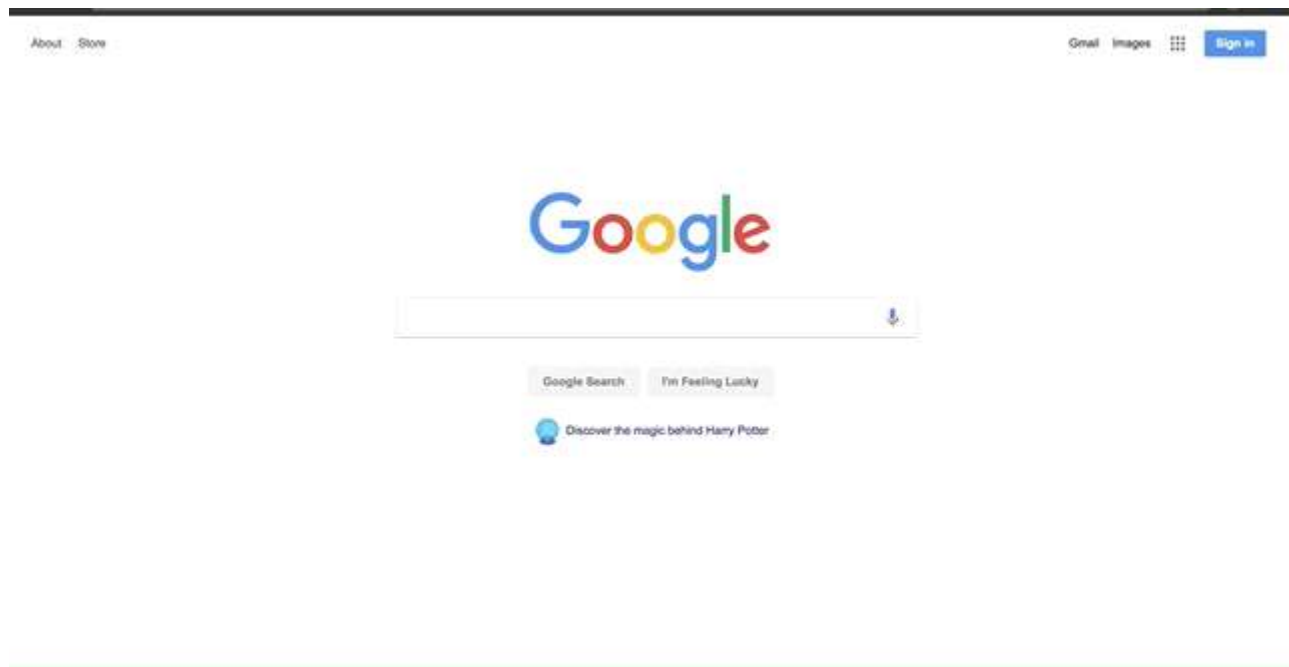 About Store Gmail Images Sign in
Google
Google Search I'm Feeling Lucky
Discover the magic behind Harry Potter